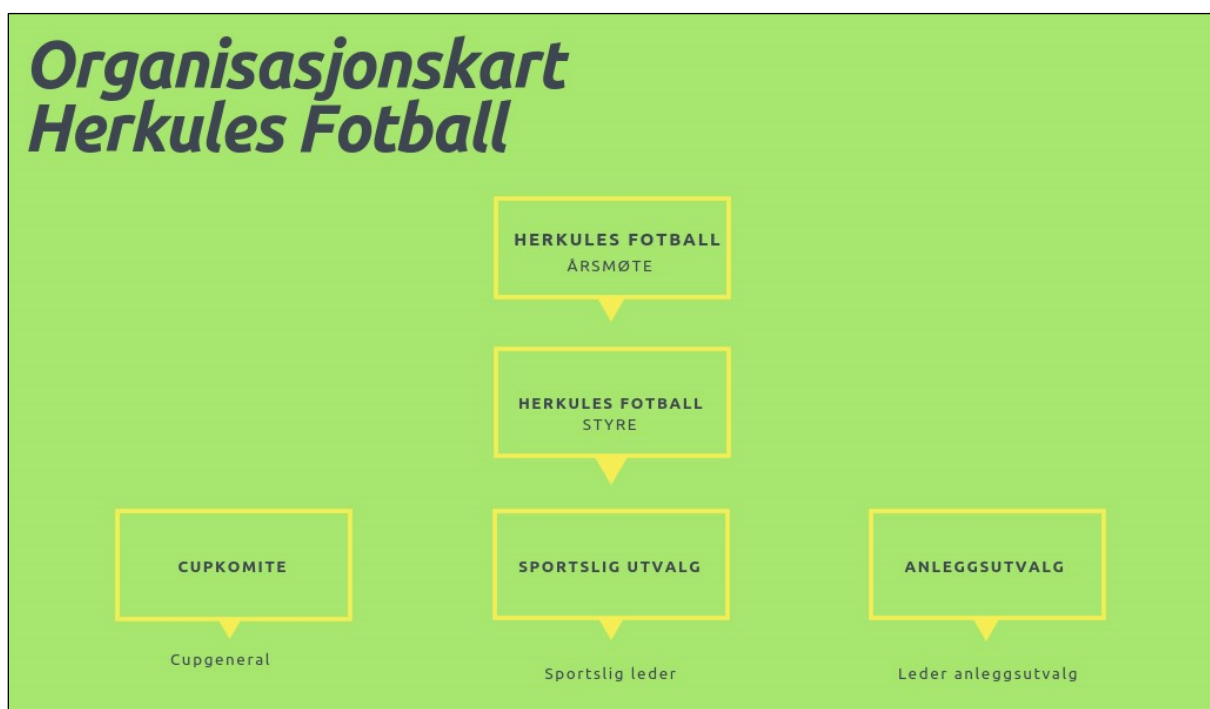 Organisasjonskart
Herkules Fotball
HERKULES FOTBALL
ÅRSMØTE
HERKULES FOTBALL
STYRE
CUPKOMITE
SPORTSLIG UTVALG
ANLEGGSUTVALG
Cupgeneral
Sportslig leder
Leder anleggsutvalg